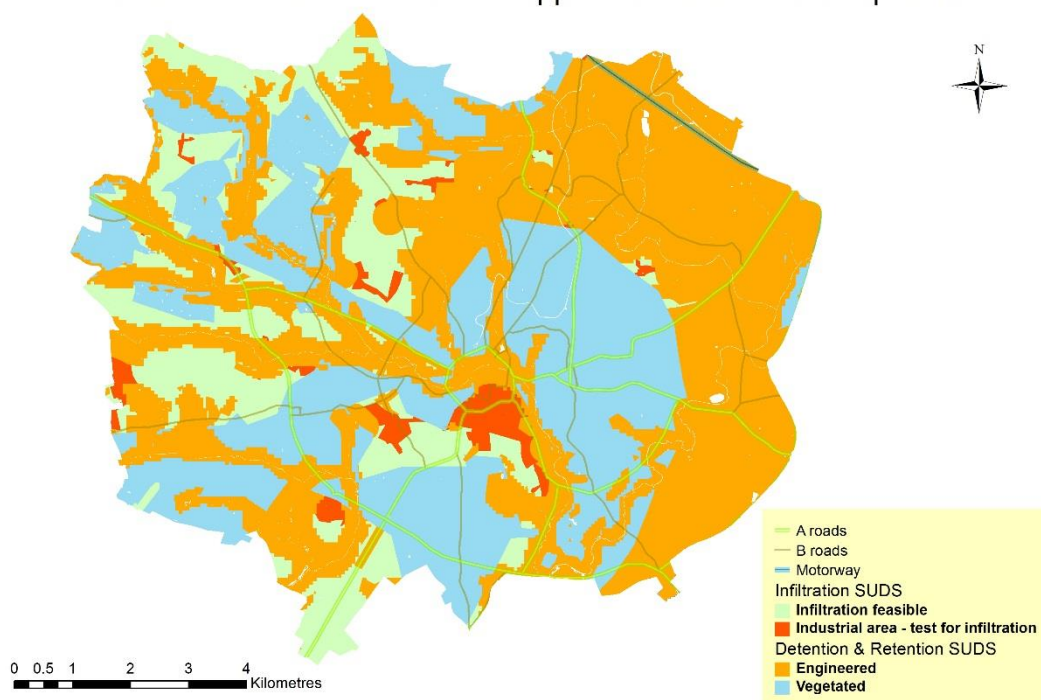 N
A roads
B roads
Motorway
Infiltration SUDS
Infiltration feasible
Industrial area - test for infiltration
Detention & Retention SUDS
Engineered
Vegetated
0 0.5 1 2 3 4
Kilometres